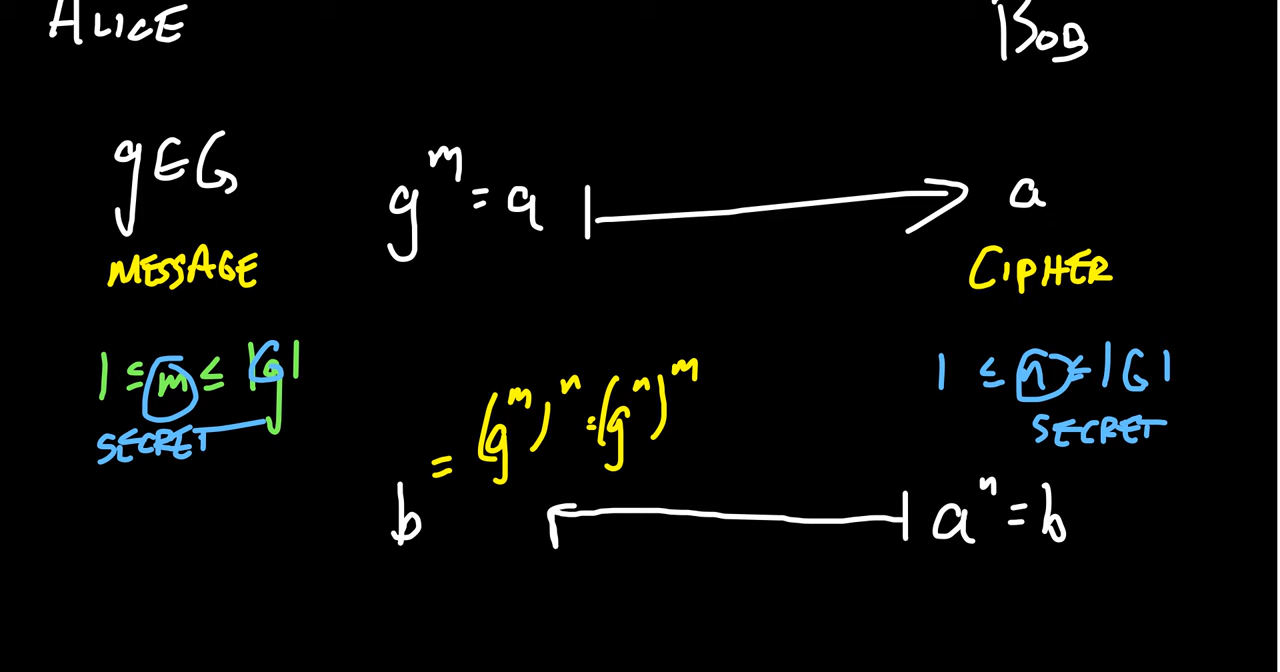 ALICE BOB
g ∈ G g^m = a a
MESSAGE CIPHER
1 ≤ m ≤ |G| 1 ≤ n ≤ |G|
SECRET SECRET
= (g^m)^n = (g^n)^m
b a^n = b